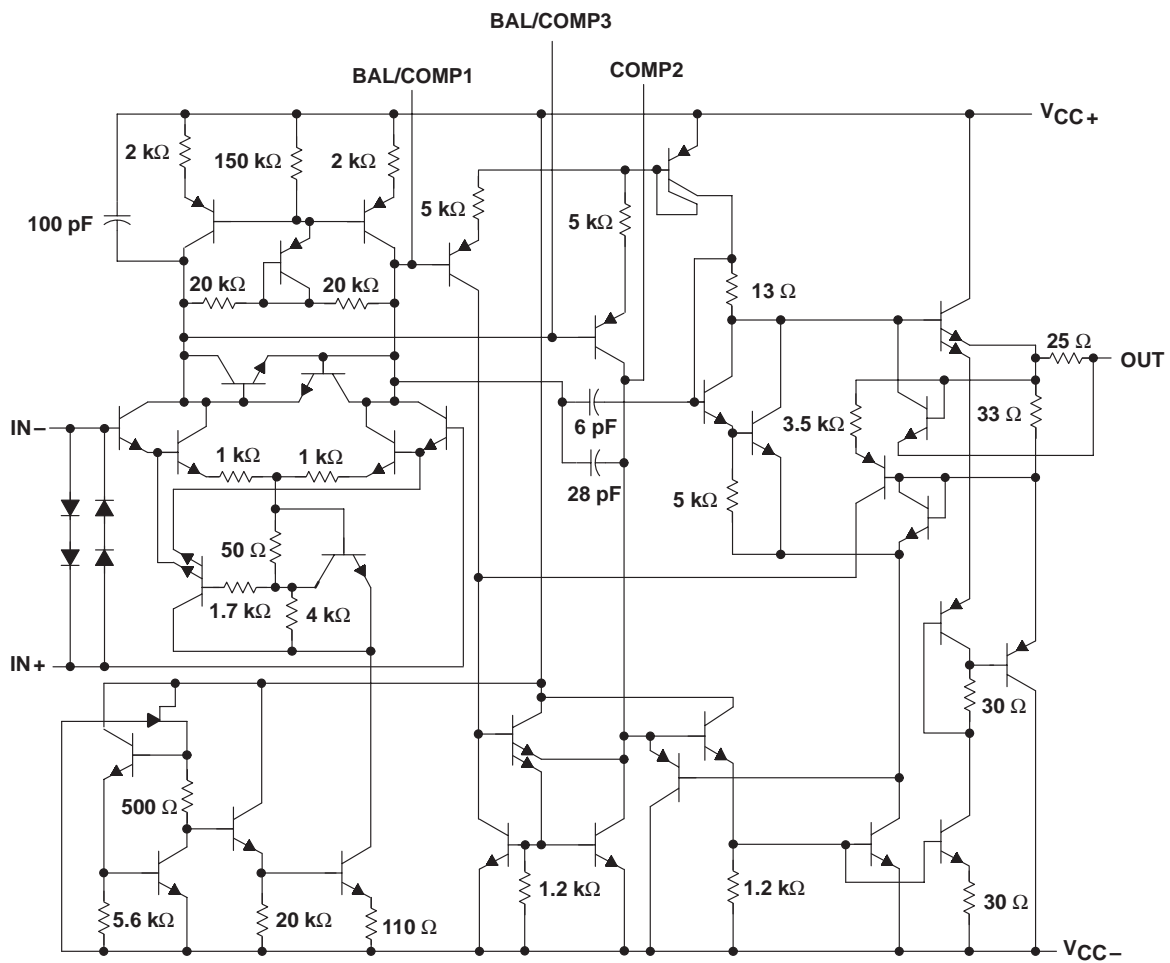 BAL/COMP3
COMP2
BAL/COMP1
VCC+
2 kΩ
150 kΩ
2 kΩ
5 kΩ
5 kΩ
100 pF
20 kΩ
20 kΩ
13 Ω
25 Ω
OUT
33 Ω
3.5 kΩ
IN−
6 pF
1 kΩ
1 kΩ
28 pF
5 kΩ
50 Ω
1.7 kΩ
4 kΩ
IN+
30 Ω
500 Ω
5.6 kΩ
20 kΩ
110 Ω
1.2 kΩ
1.2 kΩ
30 Ω
VCC−